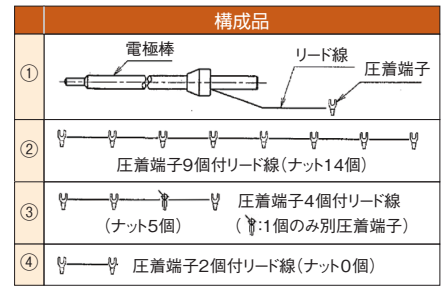 構成品
①
電極棒
リード線
圧着端子
②
圧着端子9個付リード線(ナット14個)
③
圧着端子4個付リード線
(ナット5個)
( :1個のみ別圧着端子)
④
圧着端子2個付リード線(ナット0個)